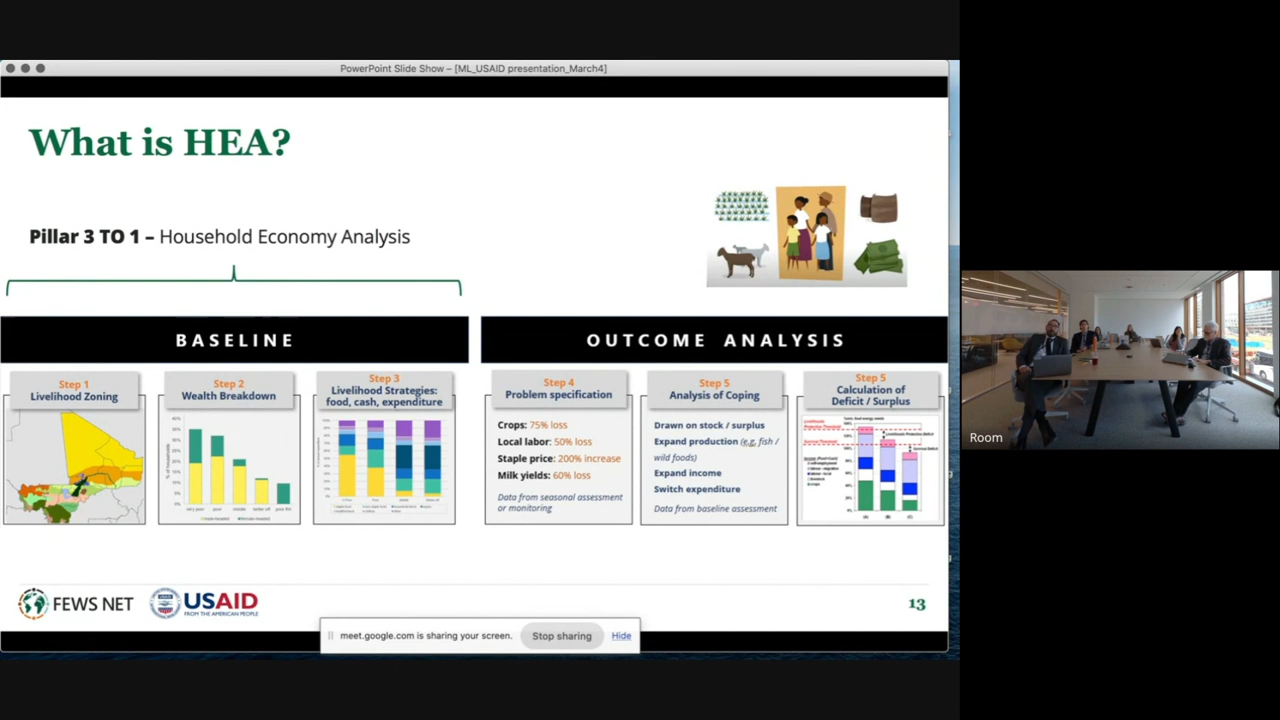 PowerPoint Slide Show – [ML_USAID presentation_March4]
What is HEA?
Pillar 3 TO 1 – Household Economy Analysis
BASELINE
OUTCOME ANALYSIS
Step 1
Livelihood Zoning
Step 2
Wealth Breakdown
Step 3
Livelihood Strategies:
food, cash, expenditure
Step 4
Problem specification
Crops: 75% loss
Local labor: 50% loss
Staple price: 200% increase
Milk yields: 60% loss
Data from seasonal assessment
or monitoring
Step 5
Analysis of Coping
Drawn on stock / surplus
Expand production (e.g, fish /
wild foods)
Expand income
Switch expenditure
Data from baseline assessment
Step 5
Calculation of
Deficit / Surplus
FEWS NET
USAID
FROM THE AMERICAN PEOPLE
13
meet.google.com is sharing your screen.
Stop sharing
Hide
Room